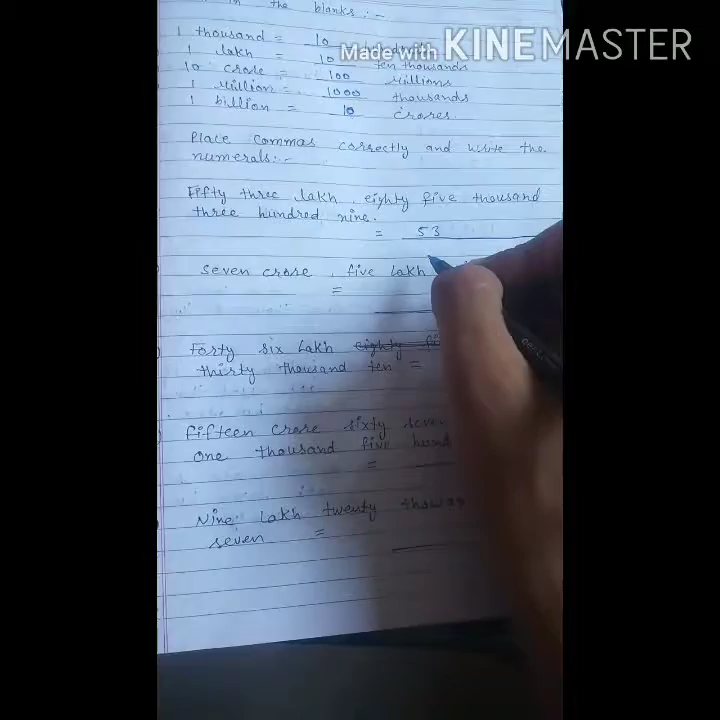 the blanks :-
1 thousand = 10
Made with KINEMASTER
1 lakh = 10 ten thousands
10 crore = 100 Millions
1 Million = 1000 thousands
1 billion = 10 crores.
Place commas correctly and write the
numerals:-
Fifty three lakh, eighty five thousand
three hundred nine.
= 53
seven crore, five lakh
=
Forty six lakh eighty
thirty thousand ten =
fifteen crore sixty
one thousand five
=
Nine lakh twenty
seven =